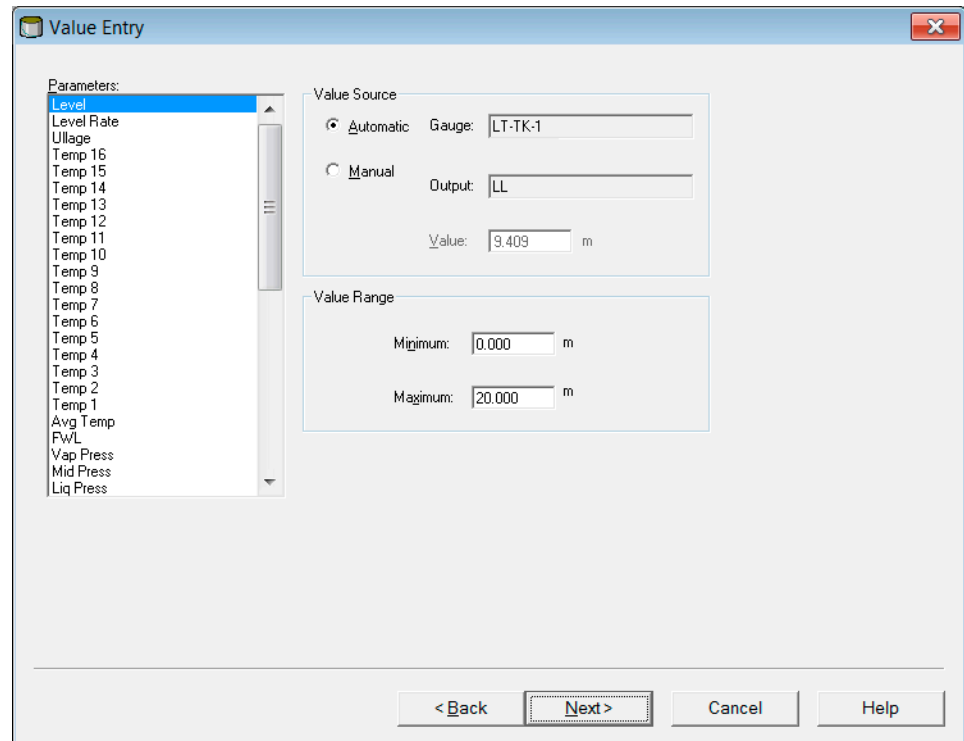 Value Entry
Parameters:
Level
Level Rate
Ullage
Temp 16
Temp 15
Temp 14
Temp 13
Temp 12
Temp 11
Temp 10
Temp 9
Temp 8
Temp 7
Temp 6
Temp 5
Temp 4
Temp 3
Temp 2
Temp 1
Avg Temp
FWL
Vap Press
Mid Press
Liq Press
Value Source
Automatic Gauge: LT-TK-1
Manual
Output: LL
Value: 9.409 m
Value Range
Minimum: 0.000 m
Maximum: 20.000 m
< Back Next > Cancel Help